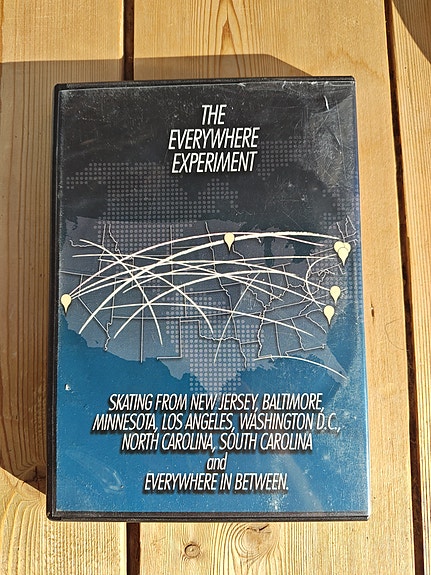 THE
EVERYWHERE
EXPERIMENT
SKATING FROM NEW JERSEY, BALTIMORE,
MINNESOTA, LOS ANGELES, WASHINGTON D.C.,
NORTH CAROLINA, SOUTH CAROLINA
and
EVERYWHERE IN BETWEEN.